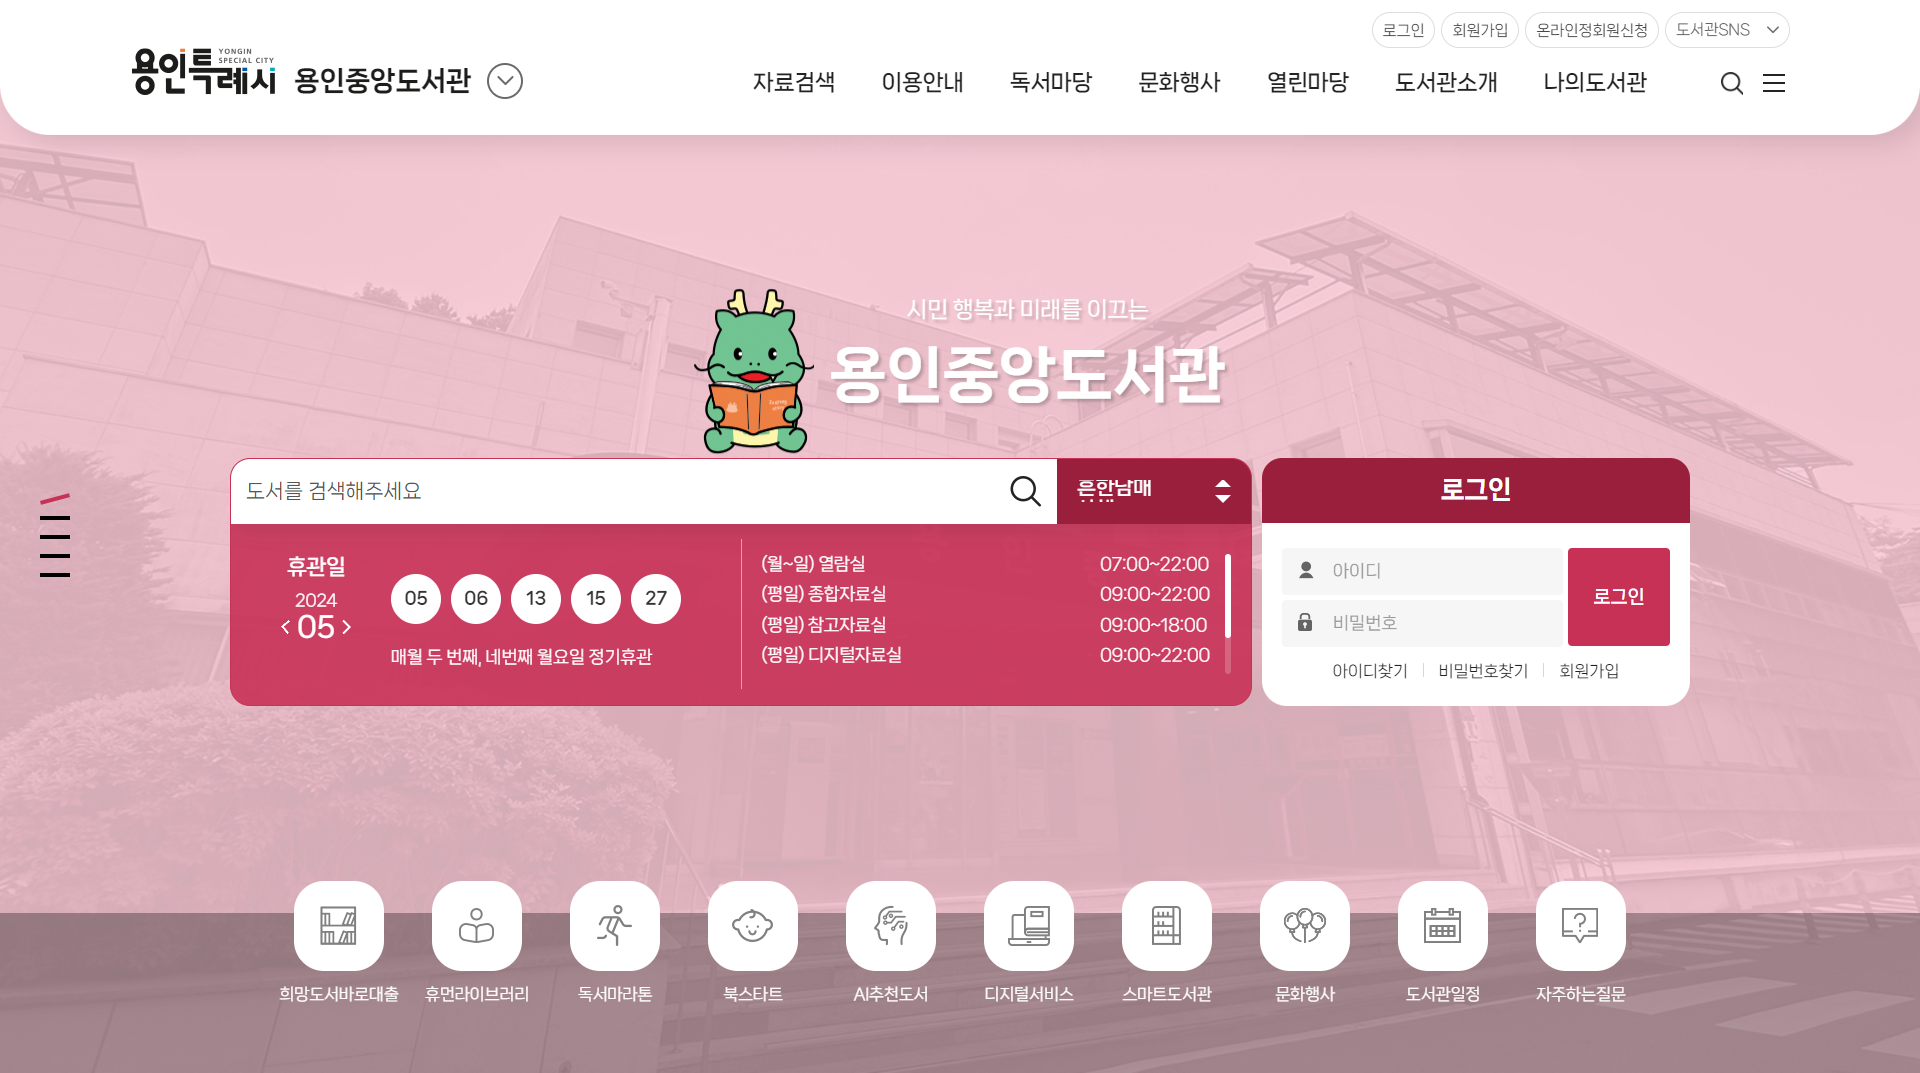 로그인
회원가입
온라인정회원신청
도서관SNS
용인특례시
YONGIN
SPECIAL CITY
용인중앙도서관
자료검색
이용안내
독서마당
문화행사
열린마당
도서관소개
나의도서관
시민 행복과 미래를 이끄는
용인중앙도서관
도서를 검색해주세요
흔한남매
로그인
휴관일
2024
05
05
06
13
15
27
매월 두 번째, 네번째 월요일 정기휴관
(월~일) 열람실 07:00~22:00
(평일) 종합자료실 09:00~22:00
(평일) 참고자료실 09:00~18:00
(평일) 디지털자료실 09:00~22:00
아이디
비밀번호
로그인
아이디찾기
비밀번호찾기
회원가입
희망도서바로대출
휴먼라이브러리
독서마라톤
북스타트
AI추천도서
디지털서비스
스마트도서관
문화행사
도서관일정
자주하는질문